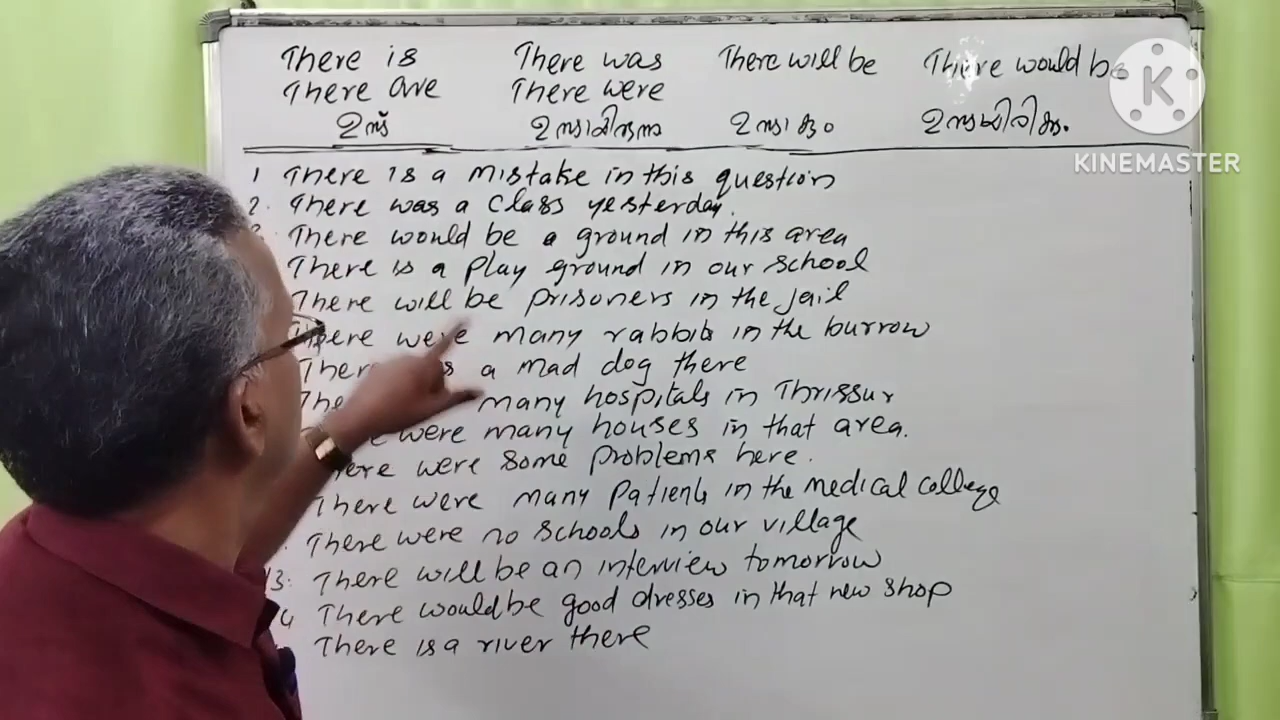 There is There was There will be There would be
There are There were
ഉണ്ട് ഉണ്ടായിരുന്നു ഉണ്ടാകും ഉണ്ടായിരിക്കും
KINEMASTER
1 There is a mistake in this question
2. There was a class yesterday.
There would be a ground in this area
There is a play ground in our school
There will be prisoners in the jail
There were many rabbits in the burrow
a mad dog there
many hospitals in Thrissur
were many houses in that area.
There were some problems here.
There were many patients in the medical college
There were no schools in our village
13. There will be an interview tomorrow
There would be good dresses in that new shop
There is a river there